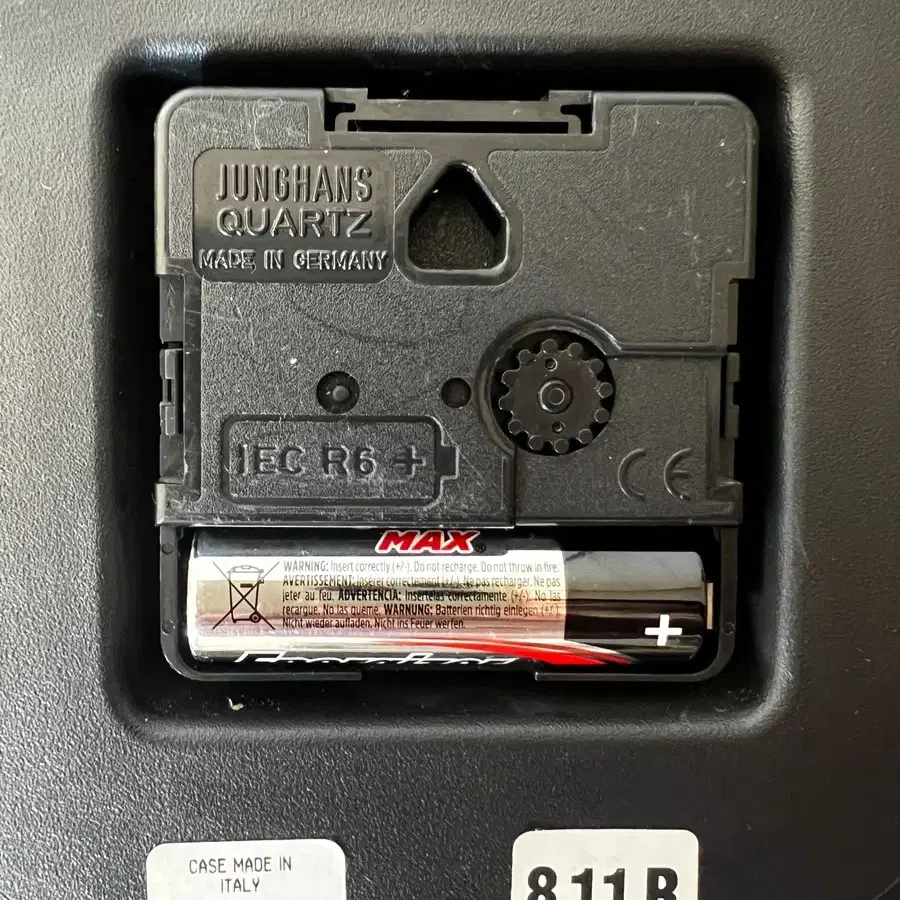 JUNGHANS
QUARTZ
MADE IN GERMANY
IEC R6 +
CE
MAX
WARNING: Insert correctly (+/-). Do not recharge. Do not throw in fire.
AVERTISSEMENT: Insérer correctement (+/-). Ne pas recharger. Ne pas
jeter au feu. ADVERTENCIA: Insertelas correctamente (+/-). No las
recargue. No las queme. WARNUNG: Batterien richtig einlegen (+/-).
Nicht wieder aufladen. Nicht ins Feuer werfen.
+
CASE MADE IN
ITALY
811B